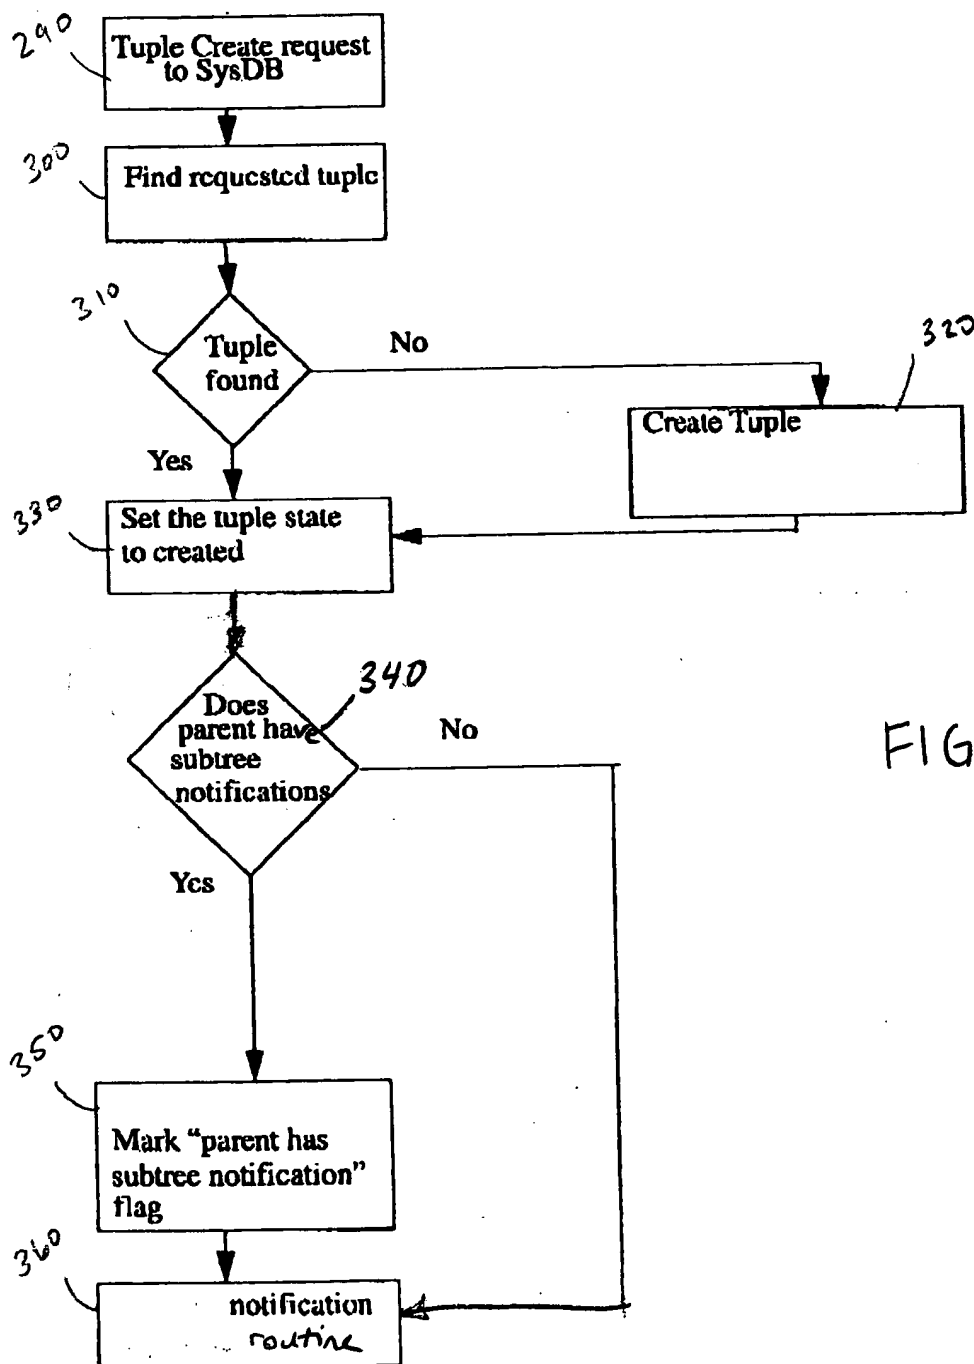 290
Tuple Create request
to SysDB
300
Find requested tuple
310
Tuple
found
No
320
Create Tuple
Yes
330
Set the tuple state
to created
340
Does
parent have
subtree
notifications
No
FIG
Yes
350
Mark “parent has
subtree notification”
flag
360
notification
routine